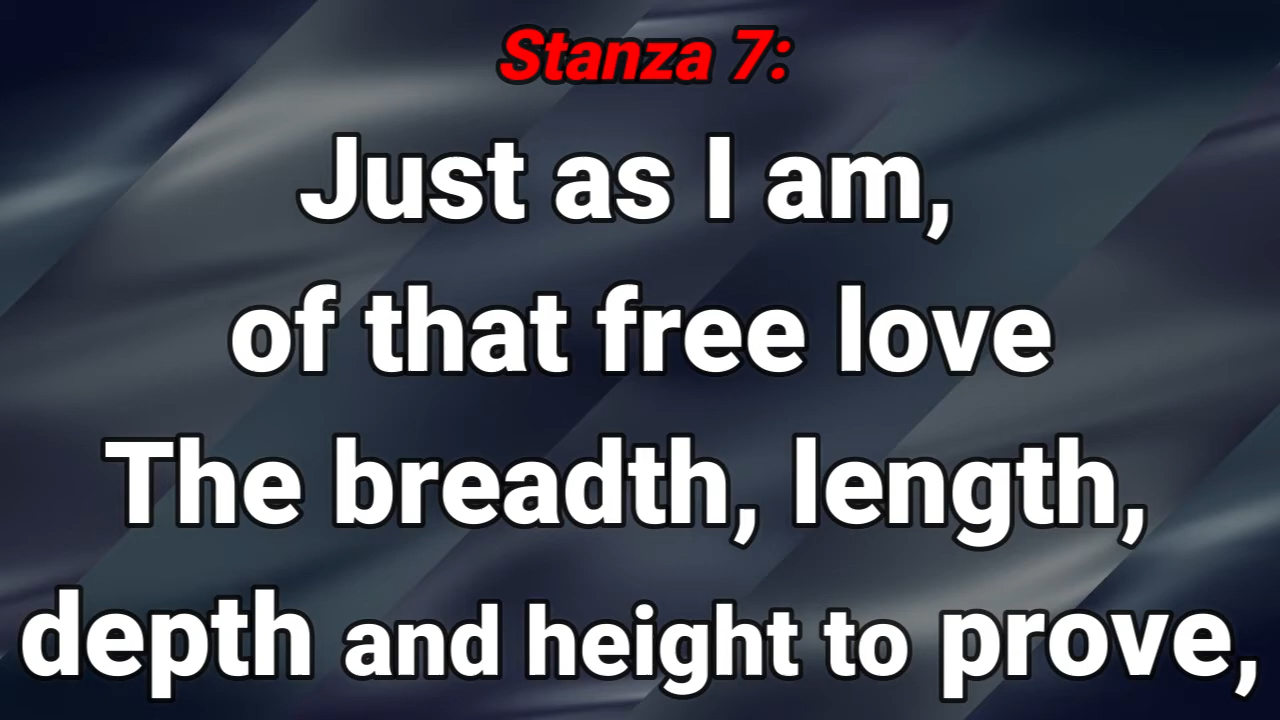 Stanza 7:
Just as I am,
of that free love
The breadth, length,
depth and height to prove,